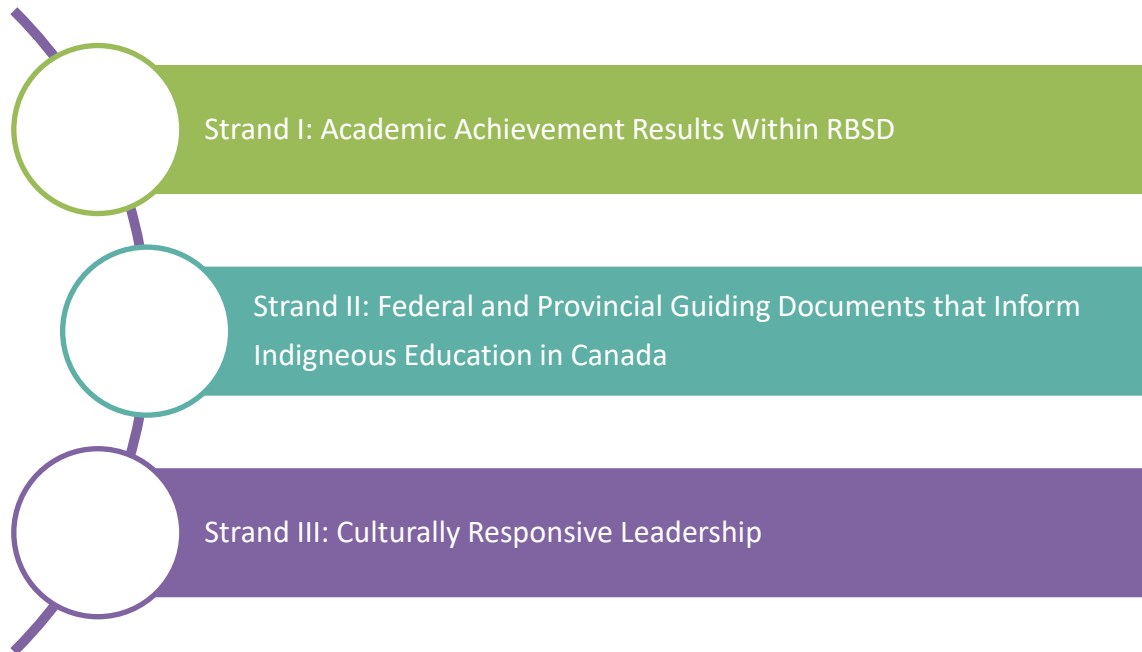 Strand I: Academic Achievement Results Within RBSD
Strand II: Federal and Provincial Guiding Documents that Inform
Indigneous Education in Canada
Strand III: Culturally Responsive Leadership